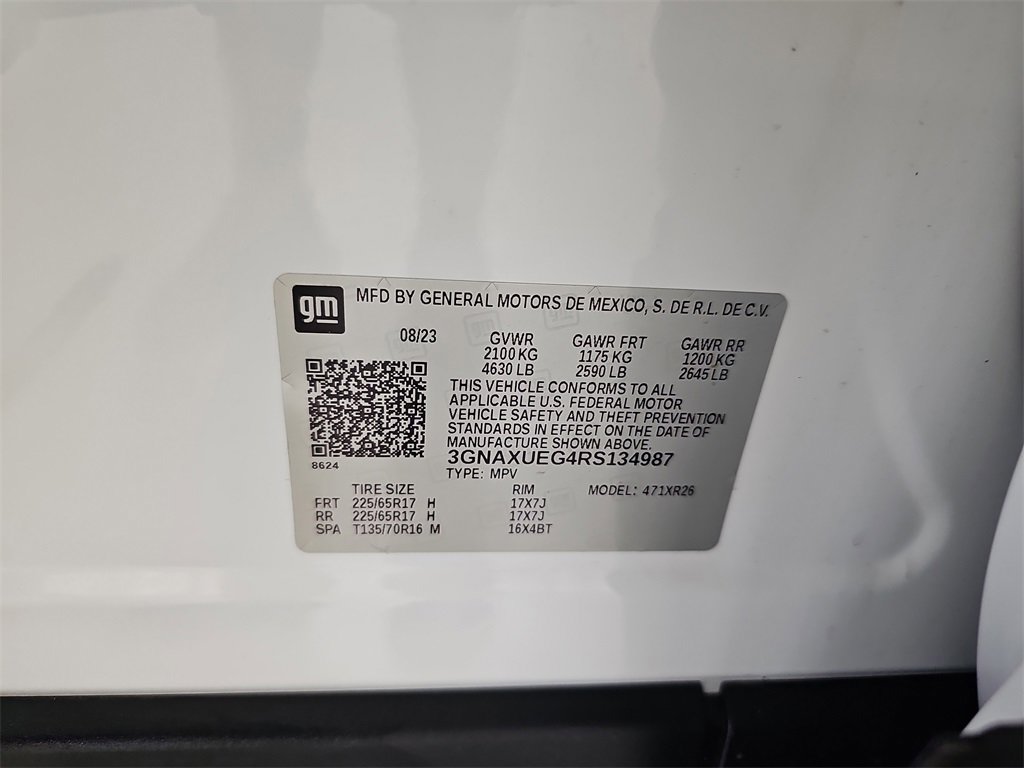 gm MFD BY GENERAL MOTORS DE MEXICO, S. DE R.L. DE C.V.
08/23 GVWR GAWR FRT GAWR RR
2100 KG 1175 KG 1200 KG
4630 LB 2590 LB 2645 LB
THIS VEHICLE CONFORMS TO ALL
APPLICABLE U.S. FEDERAL MOTOR
VEHICLE SAFETY AND THEFT PREVENTION
STANDARDS IN EFFECT ON THE DATE OF
MANUFACTURE SHOWN ABOVE.
8624 3GNAXUEG4RS134987
TYPE: MPV
TIRE SIZE RIM MODEL: 471XR26
FRT 225/65R17 H 17X7J
RR 225/65R17 H 17X7J
SPA T135/70R16 M 16X4BT